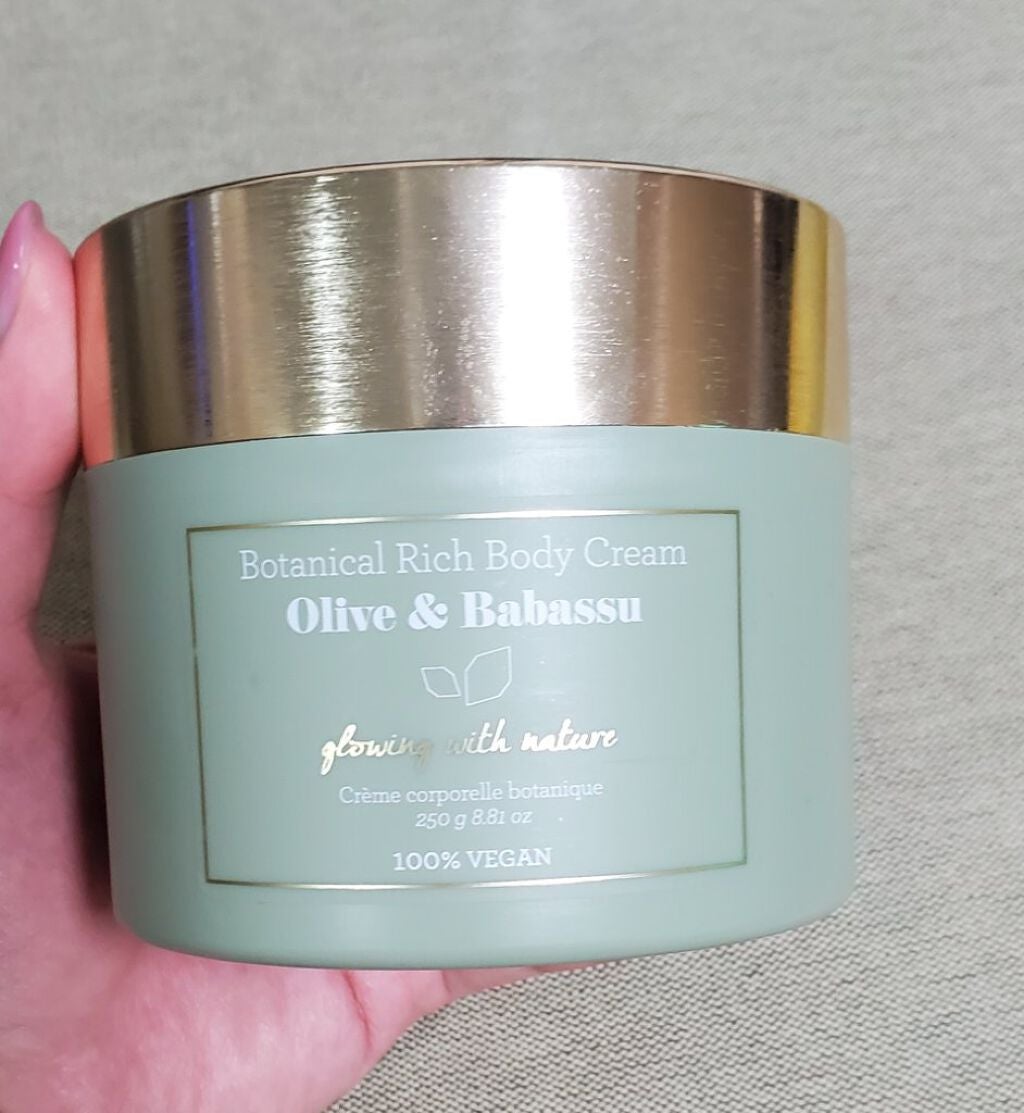 Botanical Rich Body Cream
Olive & Babassu
glowing with nature
Crème corporelle botanique
250 g 8.81 oz
100% VEGAN